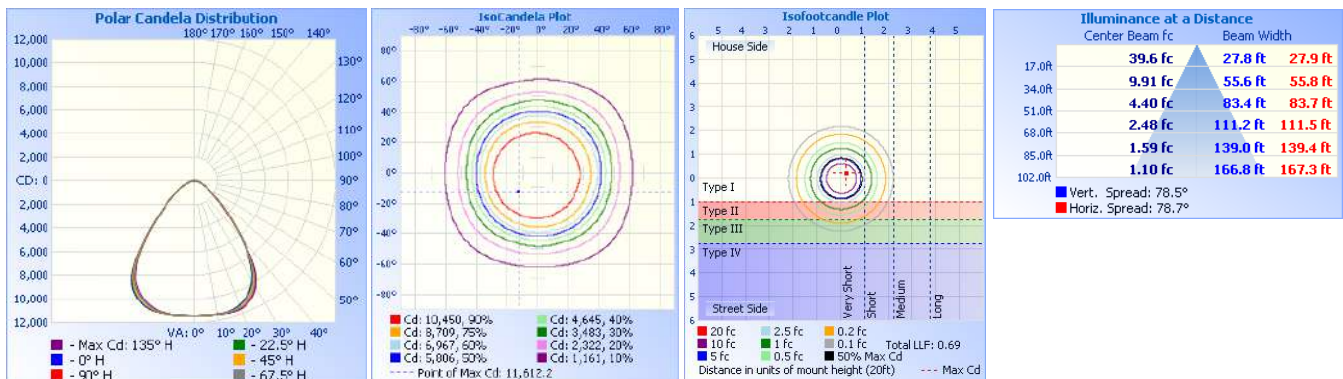 Polar Candela Distribution
180° 170° 160° 150° 140°
12,000
10,000
8,000
6,000
4,000
2,000
CD: 0
2,000
4,000
6,000
8,000
10,000
12,000
130°
120°
110°
100°
90°
80°
70°
60°
50°
VA: 0° 10° 20° 30° 40°
- Max Cd: 135° H
- 22.5° H
- 0° H
- 45° H
- 90° H
- 67.5° H
IsoCandela Plot
-80° -60° -40° -20° 0° 20° 40° 60° 80°
80°
60°
40°
20°
0°
-20°
-40°
-60°
-80°
Cd: 10,450, 90%
Cd: 4,645, 40%
Cd: 8,709, 75%
Cd: 3,483, 30%
Cd: 6,967, 60%
Cd: 2,322, 20%
Cd: 5,806, 50%
Cd: 1,161, 10%
Point of Max Cd: 11,612.2
Isofootcandle Plot
5 4 3 2 1 0 1 2 3 4 5
6
5
4
3
2
1
0
1
2
3
4
5
6
House Side
Type I
Type II
Type III
Type IV
Street Side
Very Short
Short
Medium
Long
20 fc
2.5 fc
0.2 fc
10 fc
1 fc
0.1 fc
Total LLF: 0.69
5 fc
0.5 fc
50% Max Cd
Distance in units of mount height (20ft)
Max Cd
Illuminance at a Distance
Center Beam fc
Beam Width
17.0ft 39.6 fc 27.8 ft 27.9 ft
34.0ft 9.91 fc 55.6 ft 55.8 ft
51.0ft 4.40 fc 83.4 ft 83.7 ft
68.0ft 2.48 fc 111.2 ft 111.5 ft
85.0ft 1.59 fc 139.0 ft 139.4 ft
102.0ft 1.10 fc 166.8 ft 167.3 ft
Vert. Spread: 78.5°
Horiz. Spread: 78.7°